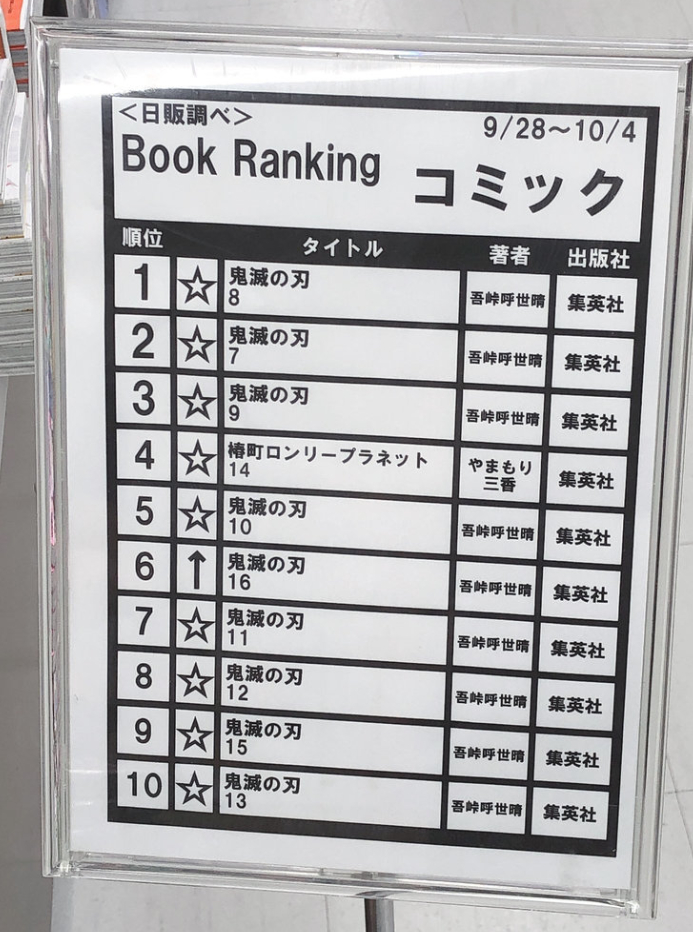 <日販調べ>
9/28～10/4
Book Ranking コミック
順位 タイトル 著者 出版社
1 ☆ 鬼滅の刃 8 吾峠呼世晴 集英社
2 ☆ 鬼滅の刃 7 吾峠呼世晴 集英社
3 ☆ 鬼滅の刃 9 吾峠呼世晴 集英社
4 ☆ 椿町ロンリープラネット 14 やまもり三香 集英社
5 ☆ 鬼滅の刃 10 吾峠呼世晴 集英社
6 ↑ 鬼滅の刃 16 吾峠呼世晴 集英社
7 ☆ 鬼滅の刃 11 吾峠呼世晴 集英社
8 ☆ 鬼滅の刃 12 吾峠呼世晴 集英社
9 ☆ 鬼滅の刃 15 吾峠呼世晴 集英社
10 ☆ 鬼滅の刃 13 吾峠呼世晴 集英社